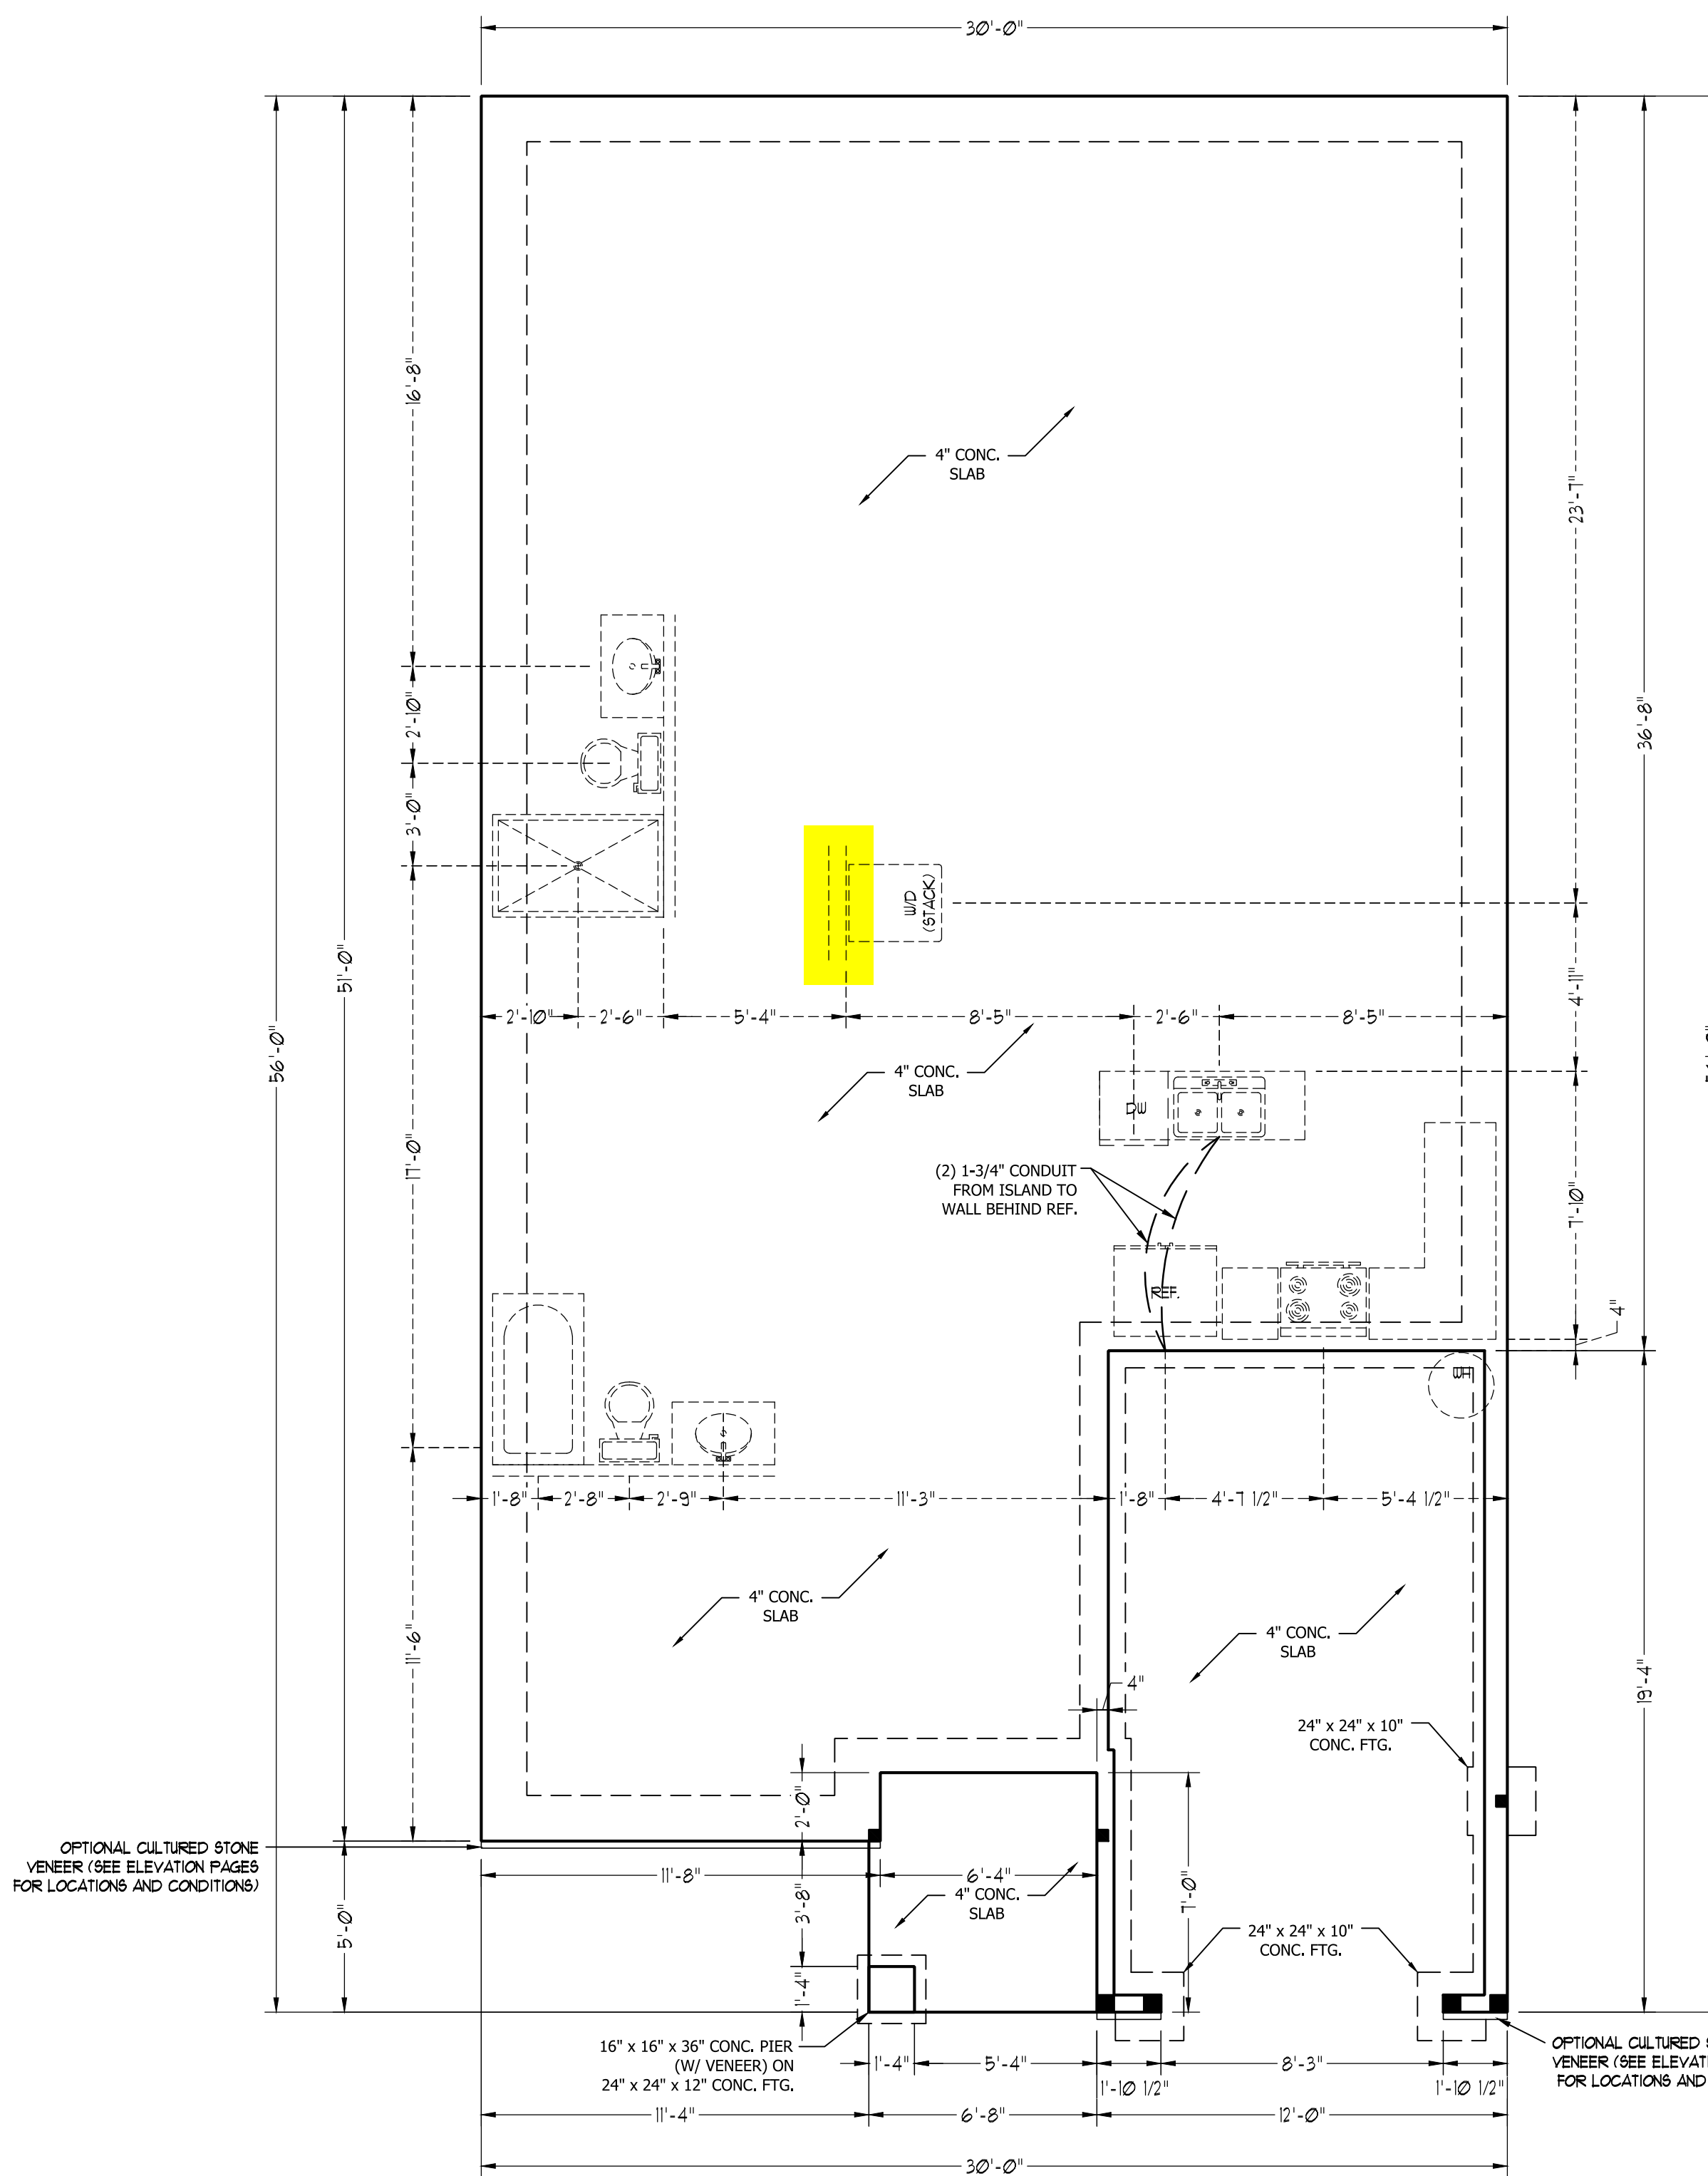 30'-0"
16'-8"
23'-7"
4" CONC.
SLAB
36'-8"
2'-10"
3'-0"
W/D
(STACK)
51'-0"
56'-0"
2'-10"
2'-6"
5'-4"
8'-5"
2'-6"
8'-5"
4'-11"
4" CONC.
SLAB
DW
17'-0"
(2) 1-3/4" CONDUIT
FROM ISLAND TO
WALL BEHIND REF.
7'-10"
REF.
4"
WH
1'-8"
2'-8"
2'-9"
11'-3"
1'-8"
4'-7 1/2"
5'-4 1/2"
4" CONC.
SLAB
4" CONC.
SLAB
11'-6"
19'-4"
4"
24" x 24" x 10"
CONC. FTG.
2'-0"
OPTIONAL CULTURED STONE
VENEER (SEE ELEVATION PAGES
FOR LOCATIONS AND CONDITIONS)
11'-8"
6'-4"
4" CONC.
SLAB
3'-8"
7'-0"
5'-0"
24" x 24" x 10"
CONC. FTG.
1'-4"
16" x 16" x 36" CONC. PIER
(W/ VENEER) ON
24" x 24" x 12" CONC. FTG.
1'-4"
5'-4"
1'-10 1/2"
8'-3"
1'-10 1/2"
OPTIONAL CULTURED
VENEER (SEE
FOR LOCATIONS AND
11'-4"
6'-8"
12'-0"
30'-0"